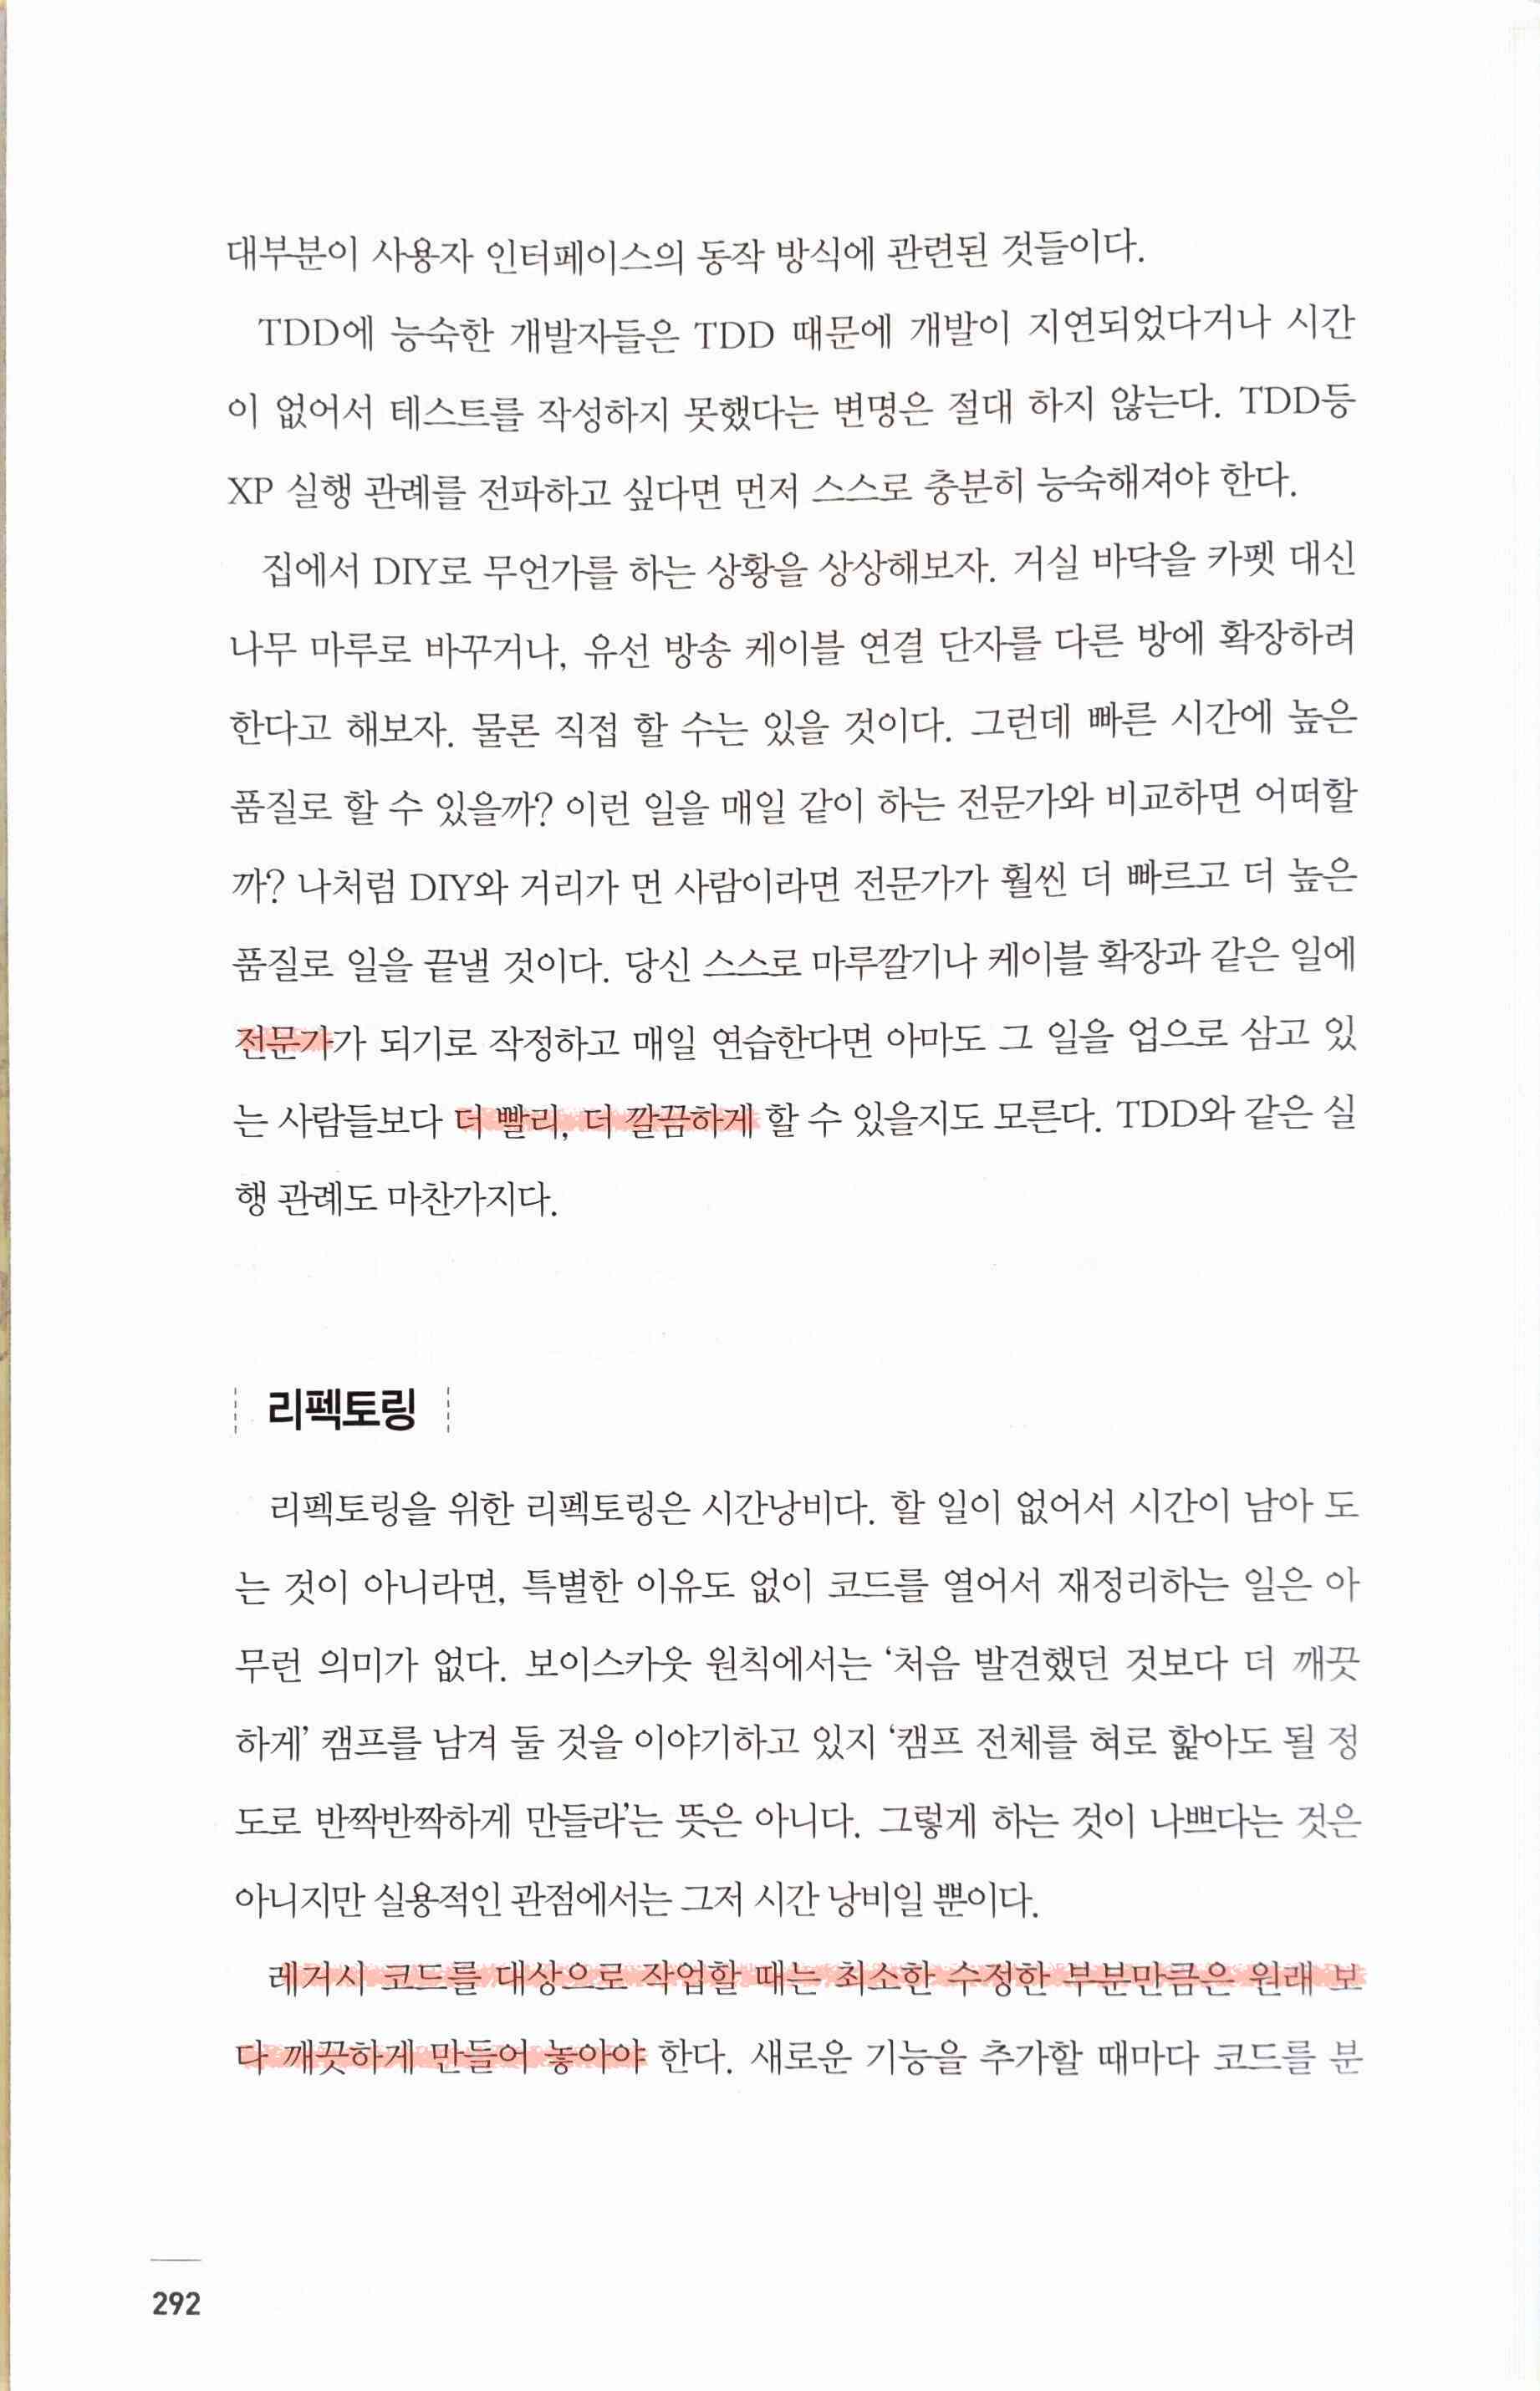 대부분이 사용자 인터페이스의 동작 방식에 관련된 것들이다.
TDD에 능숙한 개발자들은 TDD 때문에 개발이 지연되었다거나 시간
이 없어서 테스트를 작성하지 못했다는 변명은 절대 하지 않는다. TDD등
XP 실행 관례를 전파하고 싶다면 먼저 스스로 충분히 능숙해져야 한다.
집에서 DIY로 무언가를 하는 상황을 상상해보자. 거실 바닥을 카펫 대신
나무 마루로 바꾸거나, 유선 방송 케이블 연결 단자를 다른 방에 확장하려
한다고 해보자. 물론 직접 할 수는 있을 것이다. 그런데 빠른 시간에 높은
품질로 할 수 있을까? 이런 일을 매일 같이 하는 전문가와 비교하면 어떠할
까? 나처럼 DIY와 거리가 먼 사람이라면 전문가가 훨씬 더 빠르고 더 높은
품질로 일을 끝낼 것이다. 당신 스스로 마루깔기나 케이블 확장과 같은 일에
전문가가 되기로 작정하고 매일 연습한다면 아마도 그 일을 업으로 삼고 있
는 사람들보다 더 빨리, 더 깔끔하게 할 수 있을지도 모른다. TDD와 같은 실
행 관례도 마찬가지다.
리펙토링
리펙토링을 위한 리펙토링은 시간낭비다. 할 일이 없어서 시간이 남아 도
는 것이 아니라면, 특별한 이유도 없이 코드를 열어서 재정리하는 일은 아
무런 의미가 없다. 보이스카웃 원칙에서는 ‘처음 발견했던 것보다 더 깨끗
하게’ 캠프를 남겨 둘 것을 이야기하고 있지 ‘캠프 전체를 혀로 핥아도 될 정
도로 반짝반짝하게 만들라’는 뜻은 아니다. 그렇게 하는 것이 나쁘다는 것은
아니지만 실용적인 관점에서는 그저 시간 낭비일 뿐이다.
레거시 코드를 대상으로 작업할 때는 최소한 수정한 부분만큼은 원래 보
다 깨끗하게 만들어 놓아야 한다. 새로운 기능을 추가할 때마다 코드를 분
292